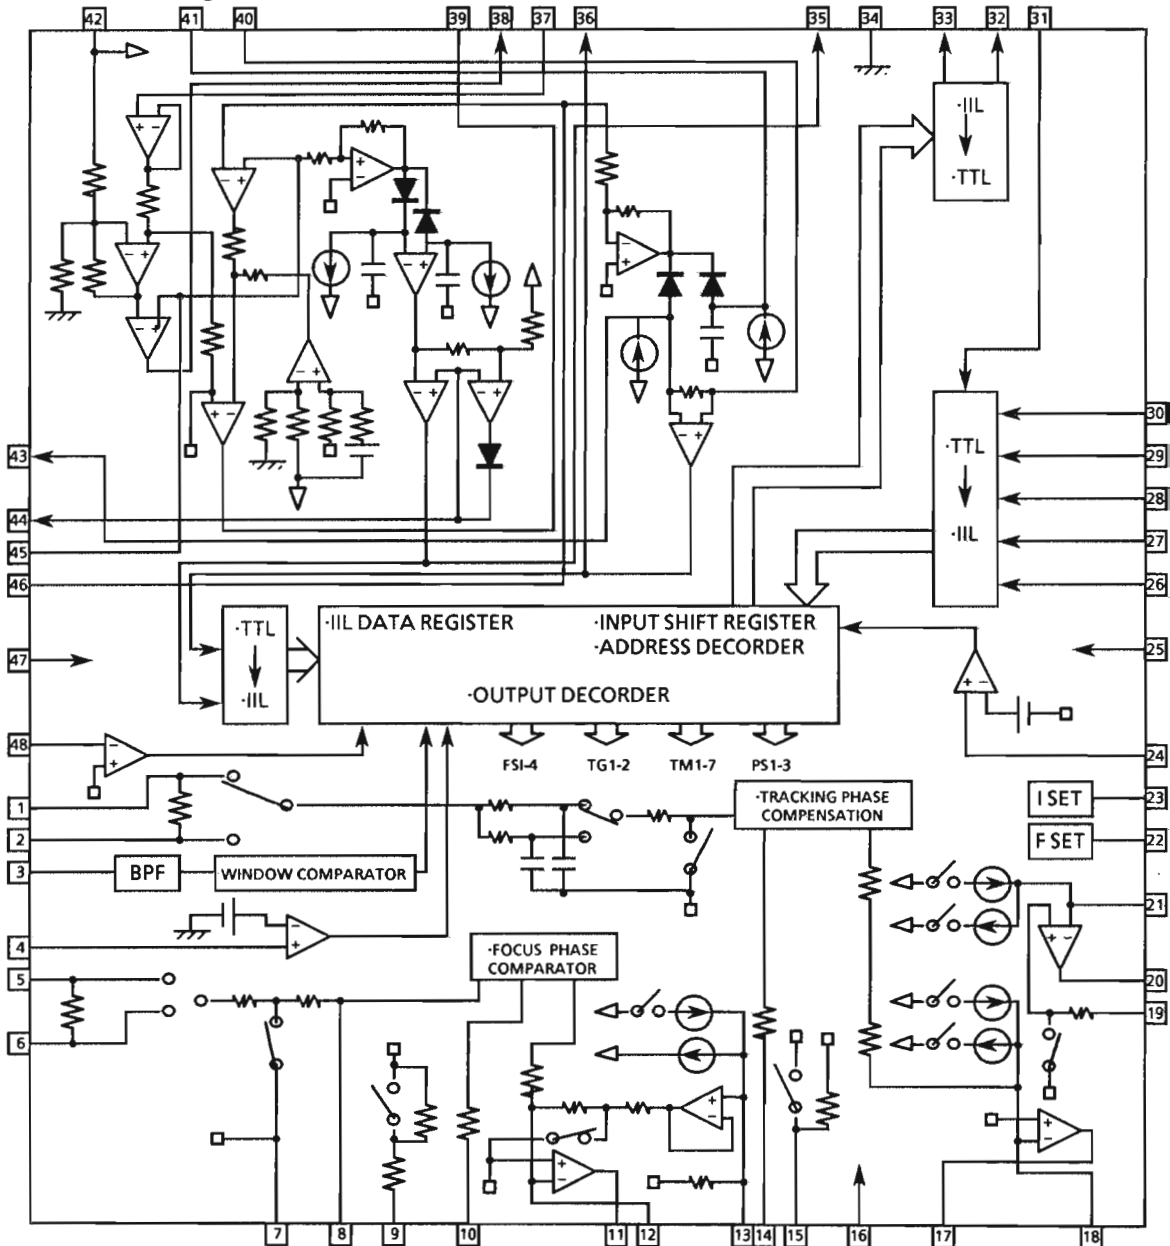 42 41 40 39 38 37 36 35 34 33 32 31
·IIL
·TTL
30
·TTL
29
43
28
44
·IIL
27
45
26
46
·TTL
·IIL DATA REGISTER
·INPUT SHIFT REGISTER
·ADDRESS DECORDER
25
47
·IIL
·OUTPUT DECORDER
48
24
FSI-4 TG1-2 TM1-7 PS1-3
1
·TRACKING PHASE
COMPENSATION
I SET
23
2
F SET
22
3
BPF
WINDOW COMPARATOR
21
4
·FOCUS PHASE
COMPARATOR
5
20
19
6
7 8 9 10 11 12 13 14 15 16 17 18
+ -
+ -
- +
- +
- +
+
-
- +
- +
- +
- +
+ -
- +
-
+
- +
+ -
-
+
-
+
+ -
+
-
+
-
+
-